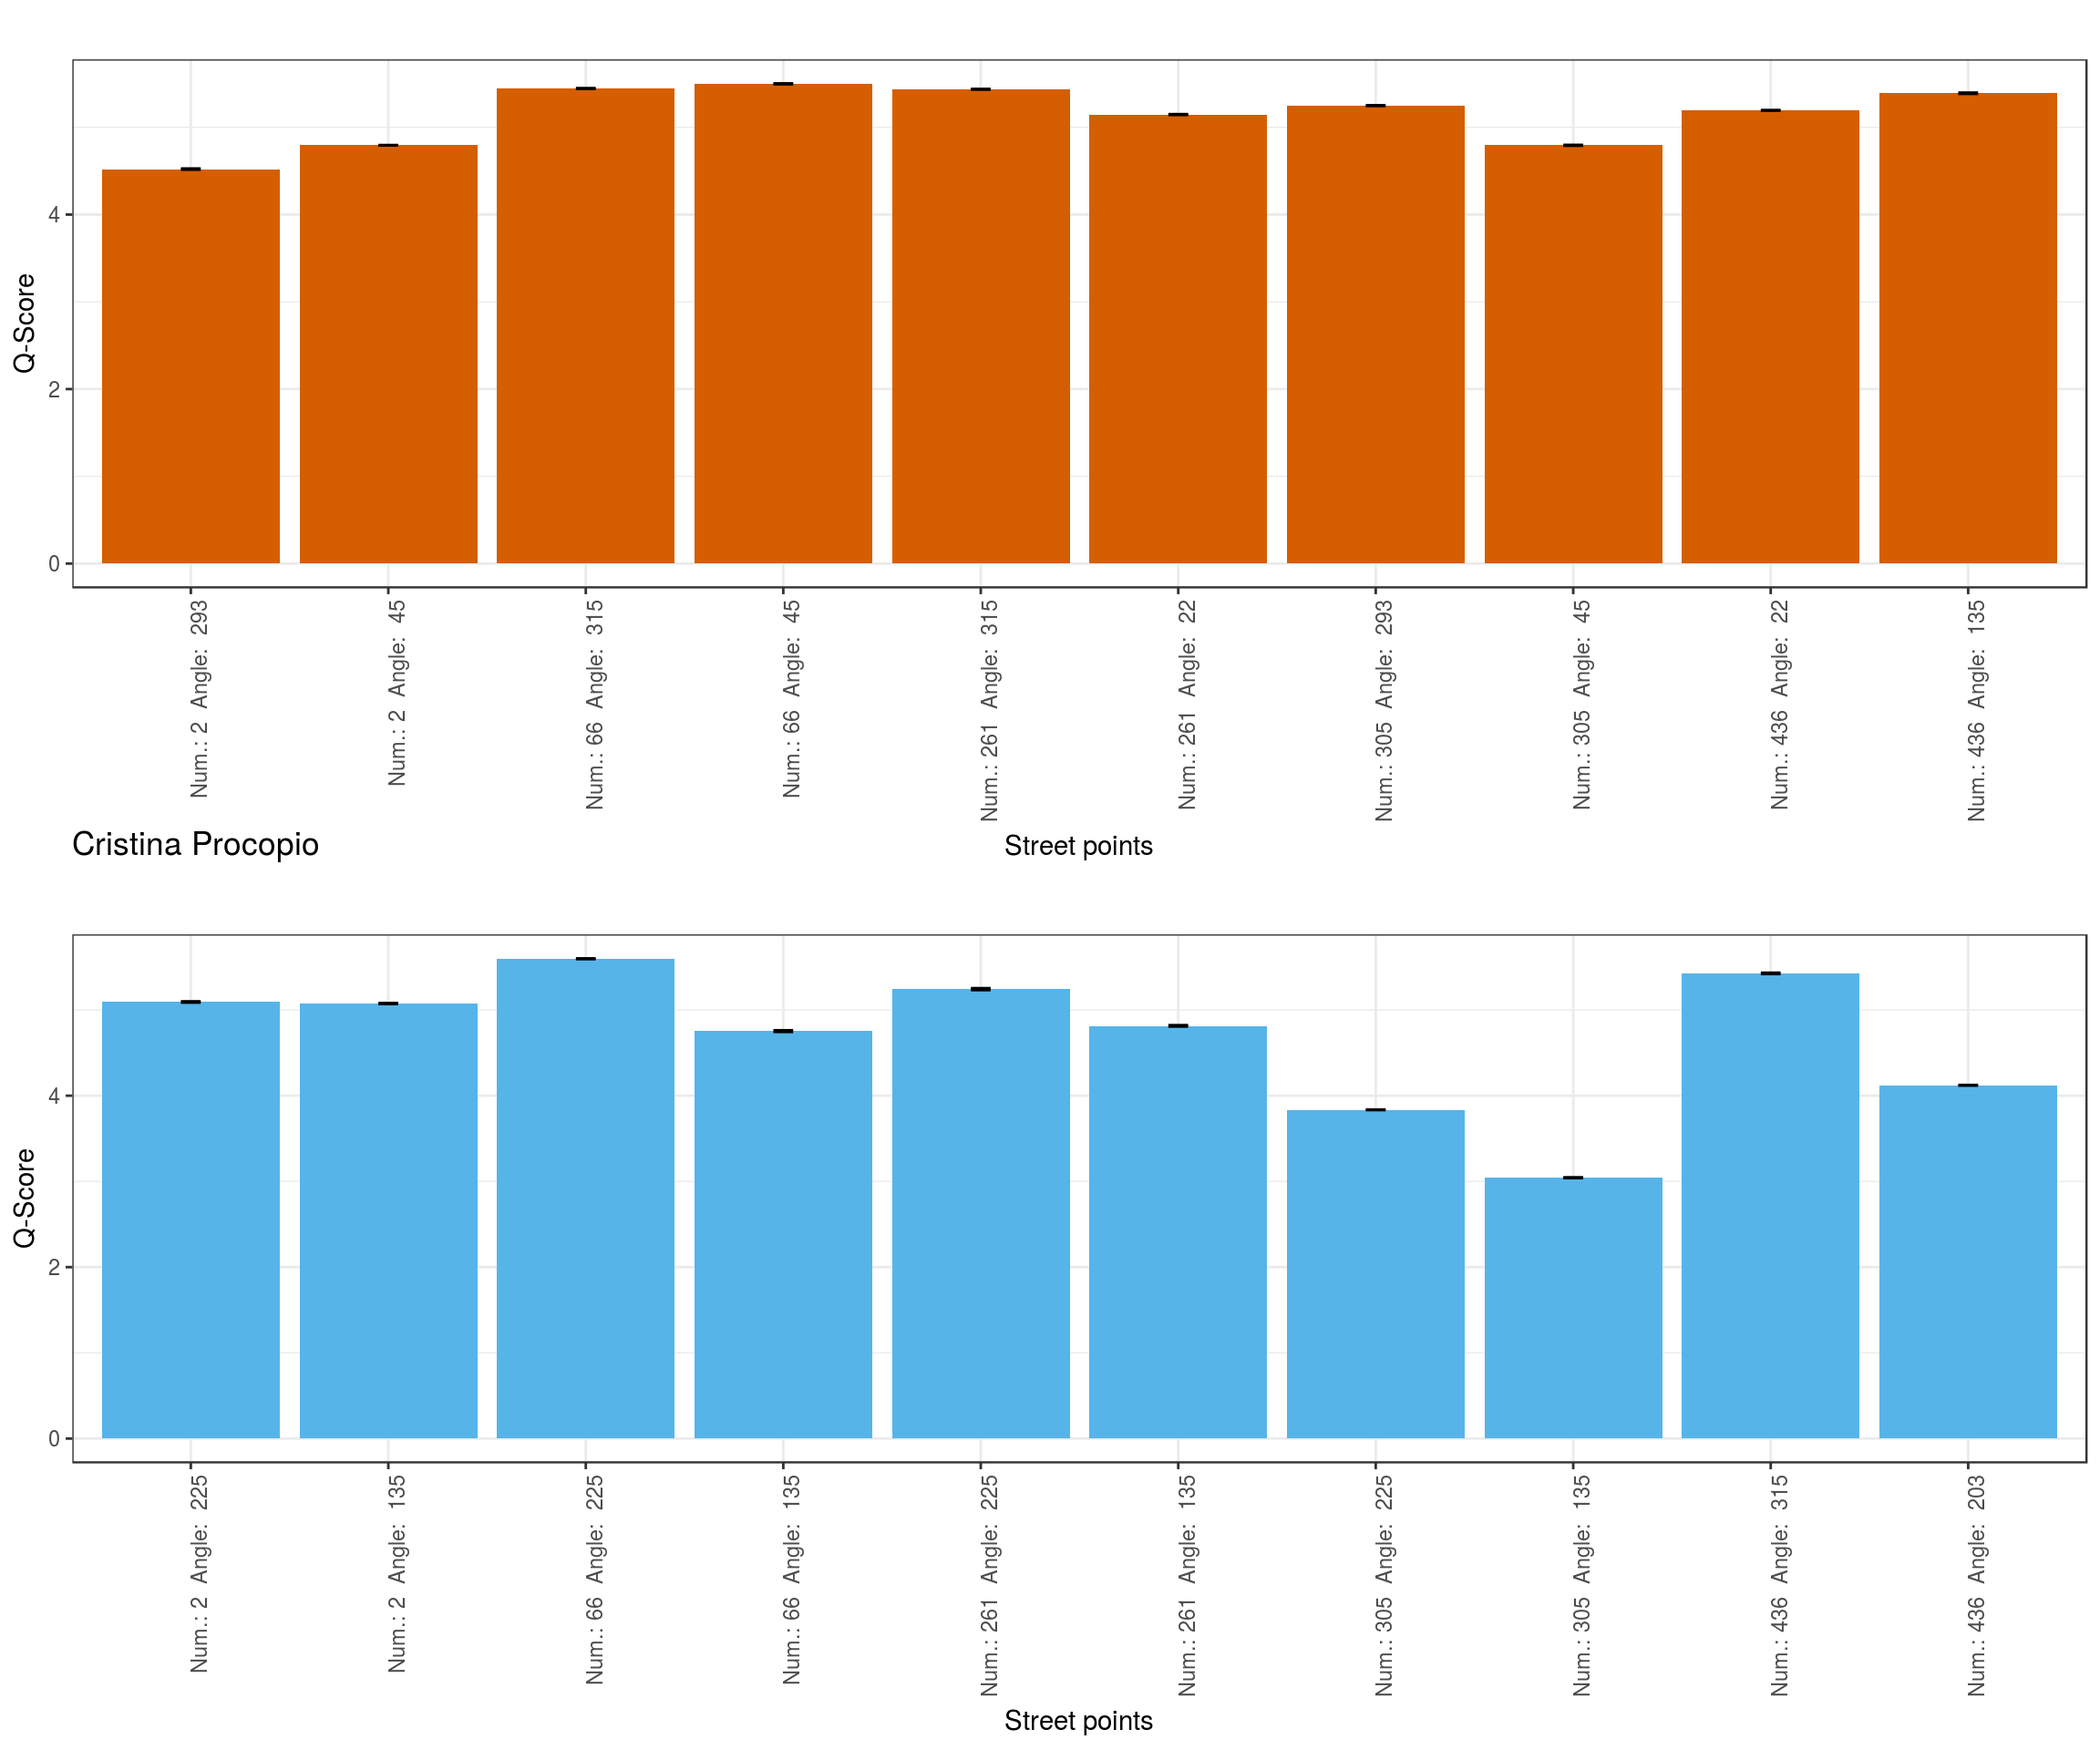 Q-Score
4
2
0
Num.: 2 Angle: 293
Num.: 2 Angle: 45
Num.: 66 Angle: 315
Num.: 66 Angle: 45
Num.: 261 Angle: 315
Num.: 261 Angle: 22
Num.: 305 Angle: 293
Num.: 305 Angle: 45
Num.: 436 Angle: 22
Num.: 436 Angle: 135
Street points
Cristina Procopio
Q-Score
4
2
0
Num.: 2 Angle: 225
Num.: 2 Angle: 135
Num.: 66 Angle: 225
Num.: 66 Angle: 135
Num.: 261 Angle: 225
Num.: 261 Angle: 135
Num.: 305 Angle: 225
Num.: 305 Angle: 135
Num.: 436 Angle: 315
Num.: 436 Angle: 203
Street points